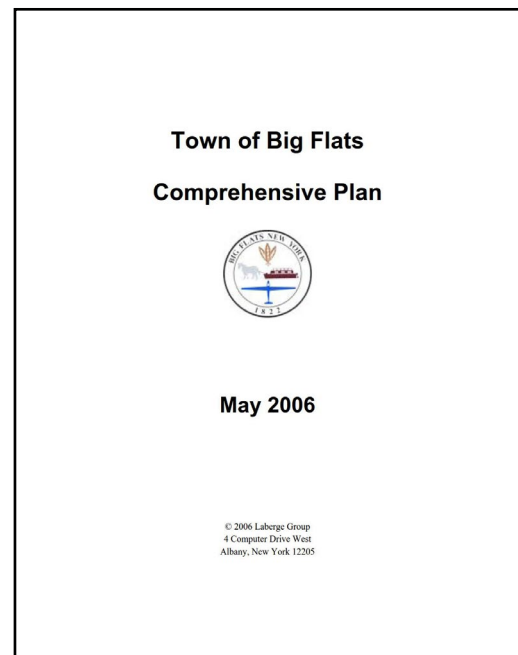 Town of Big Flats
Comprehensive Plan
BIG FLATS NEW YORK
1822
May 2006
© 2006 Laberge Group
4 Computer Drive West
Albany, New York 12205